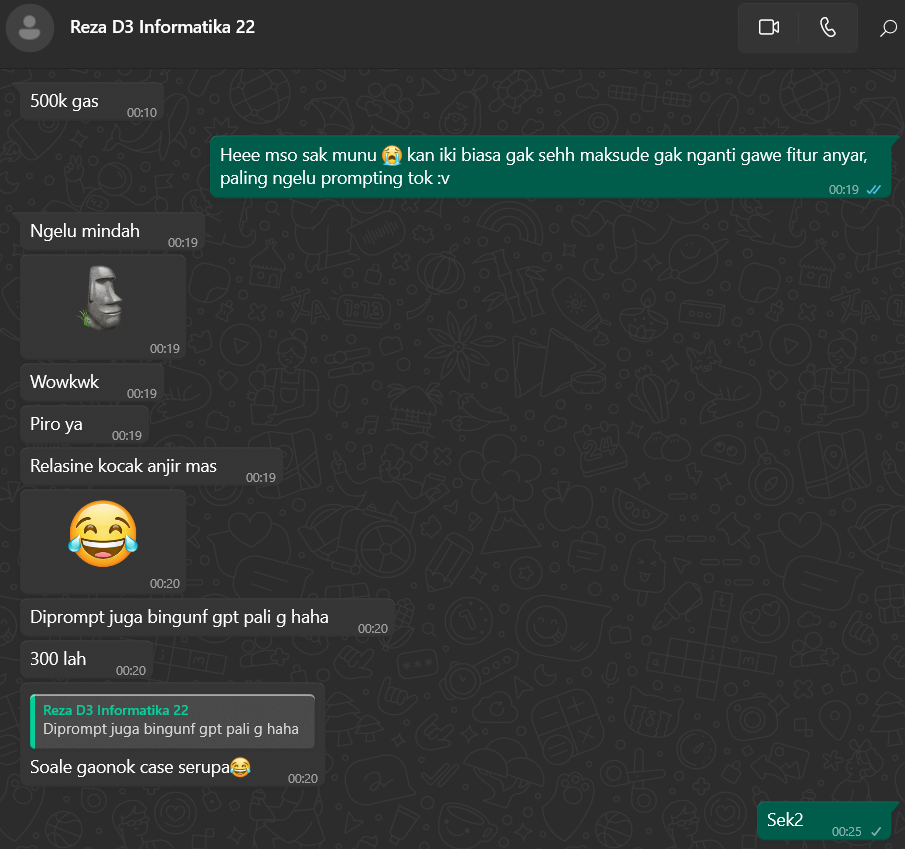 Reza D3 Informatika 22
500k gas
00:10
Heee mso sak munu 😭 kan iki biasa gak sehh maksude gak nganti gawe fitur anyar,
paling ngelu prompting tok :v
00:19
Ngelu mindah
00:19
🗿
00:19
Wowkwk
00:19
Piro ya
00:19
Relasine kocak anjir mas
00:19
😂
00:20
Diprompt juga bingunf gpt pali g haha
00:20
300 lah
00:20
Reza D3 Informatika 22
Diprompt juga bingunf gpt pali g haha
Soale gaonok case serupa😂
00:20
Sek2
00:25